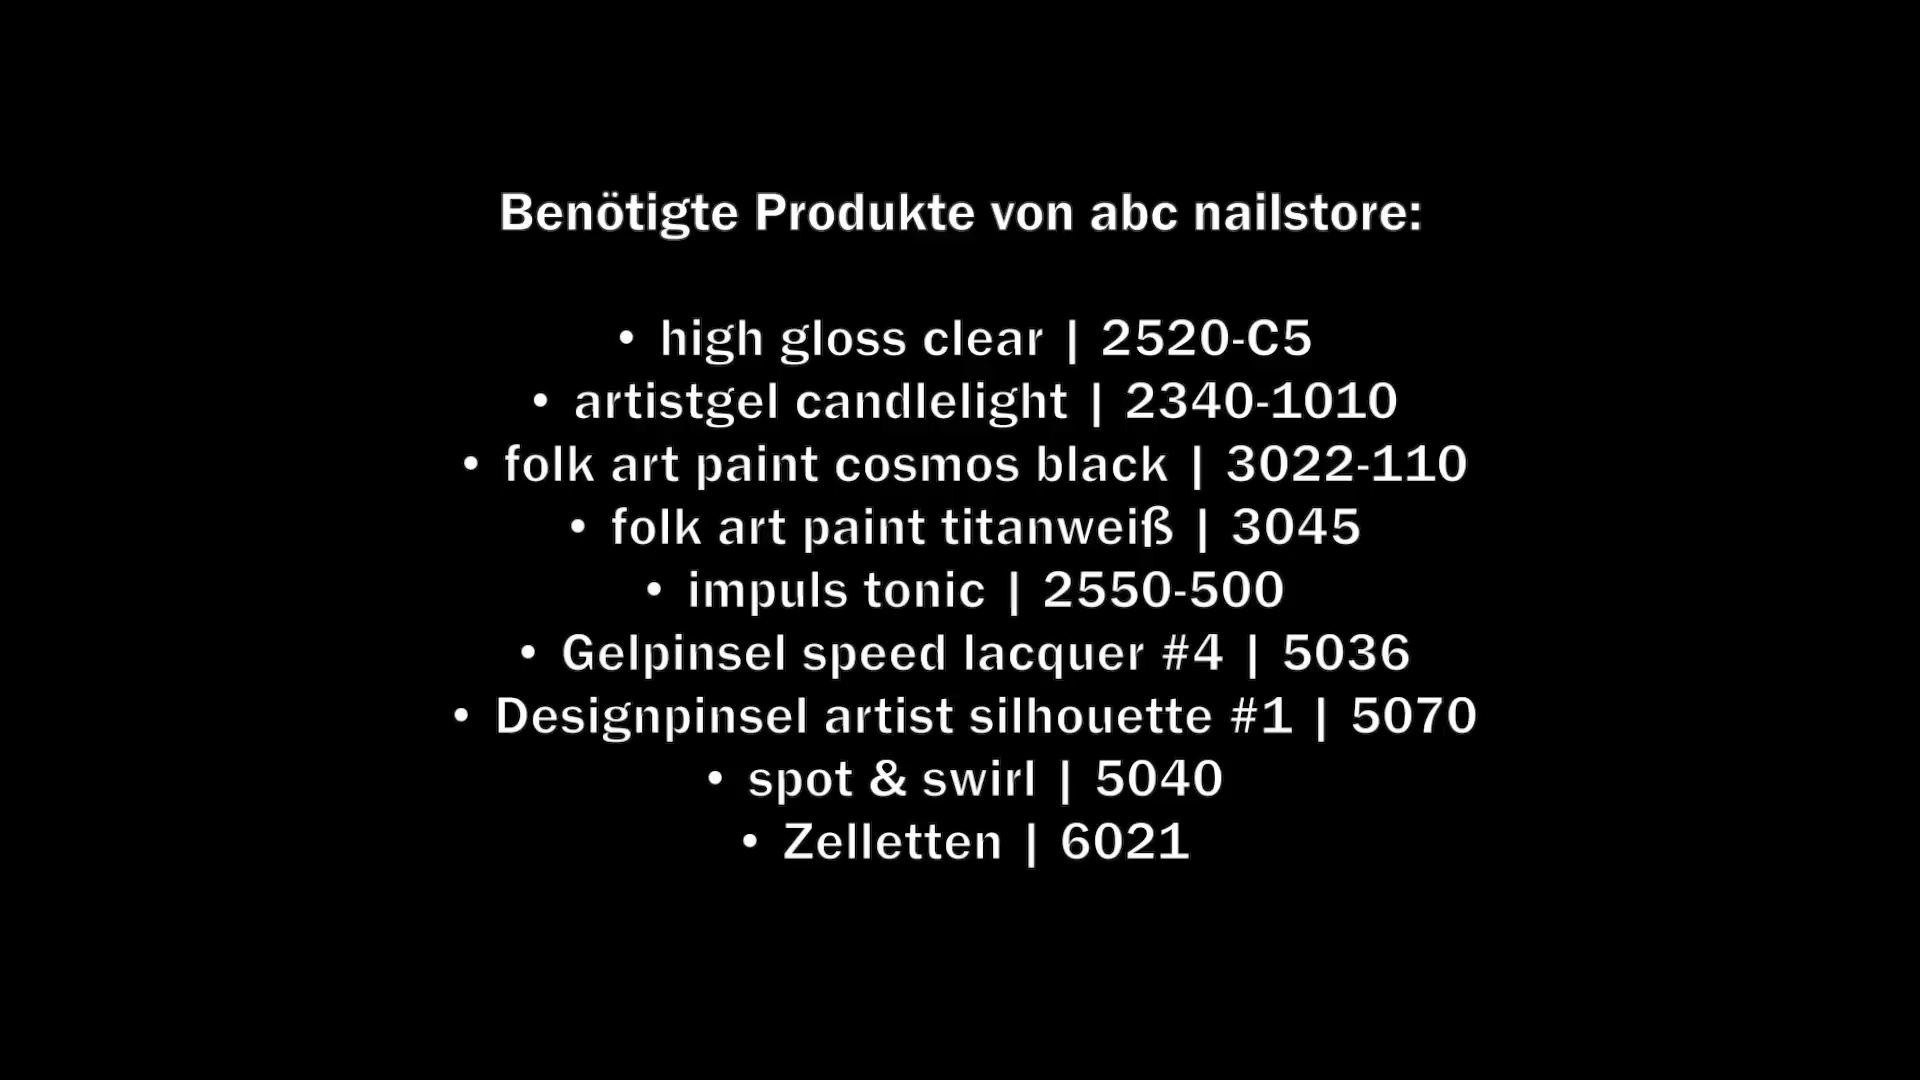 Benötigte Produkte von abc nailstore:
• high gloss clear | 2520-C5
• artistgel candlelight | 2340-1010
• folk art paint cosmos black | 3022-110
• folk art paint titanweiß | 3045
• impuls tonic | 2550-500
• Gelpinsel speed lacquer #4 | 5036
• Designpinsel artist silhouette #1 | 5070
• spot & swirl | 5040
• Zelletten | 6021